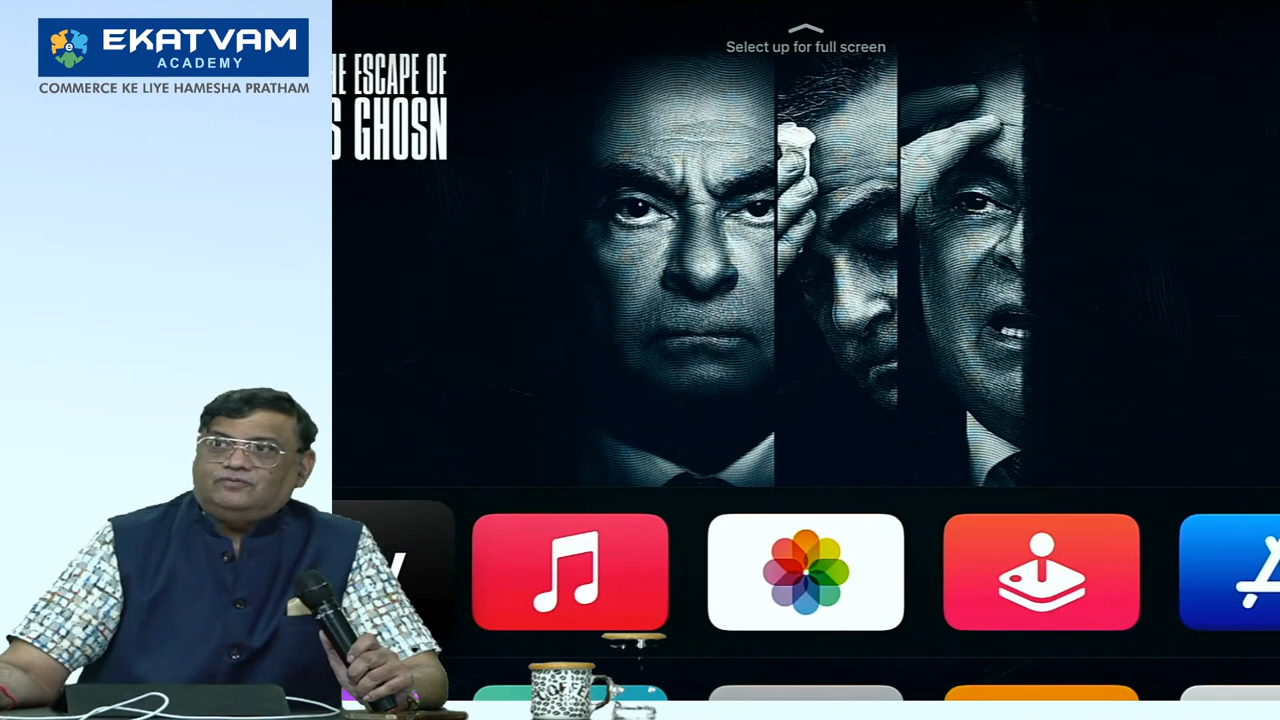 EKATVAM
ACADEMY
COMMERCE KE LIYE HAMESHA PRATHAM
Select up for full screen
HE ESCAPE OF
S GHOSN